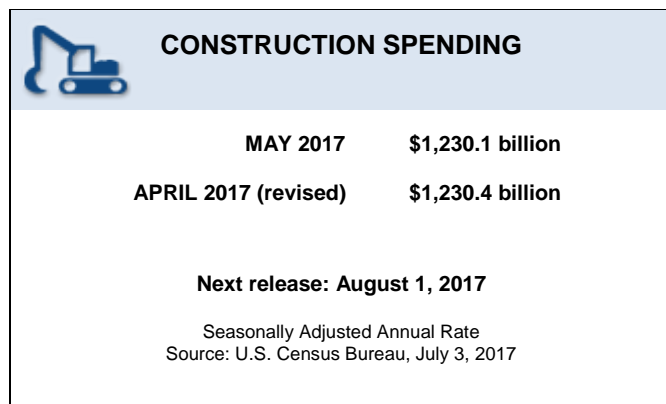 CONSTRUCTION SPENDING
MAY 2017 $1,230.1 billion
APRIL 2017 (revised) $1,230.4 billion
Next release: August 1, 2017
Seasonally Adjusted Annual Rate
Source: U.S. Census Bureau, July 3, 2017